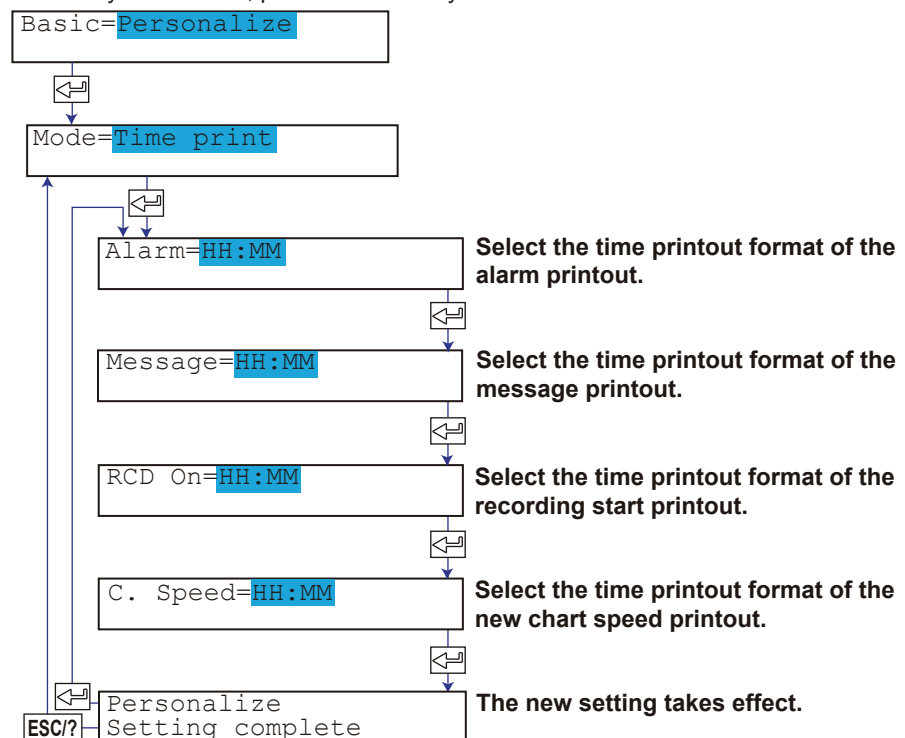 Basic=Personalize
Mode=Time print
Alarm=HH:MM
Select the time printout format of the
alarm printout.
Message=HH:MM
Select the time printout format of the
message printout.
RCD On=HH:MM
Select the time printout format of the
recording start printout.
C. Speed=HH:MM
Select the time printout format of the
new chart speed printout.
Personalize
Setting complete
The new setting takes effect.
ESC/?